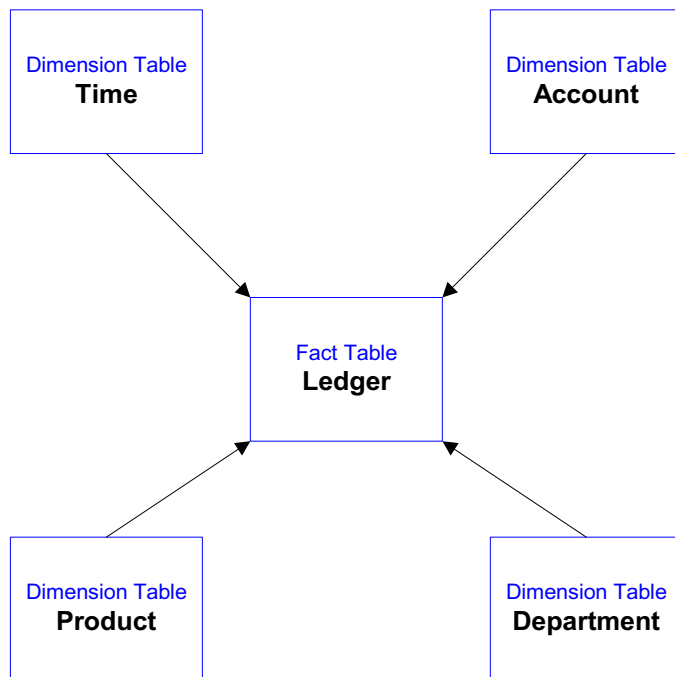 Dimension Table
Time
Dimension Table
Account
Fact Table
Ledger
Dimension Table
Product
Dimension Table
Department